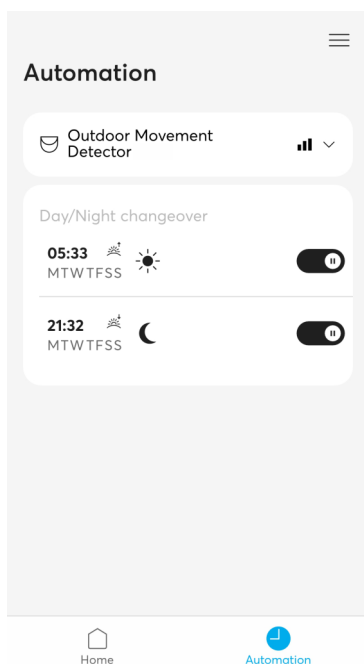 Automation
Outdoor Movement
Detector
Day/Night changeover
05:33
MTWTFSS
21:32
MTWTFSS
Home
Automation